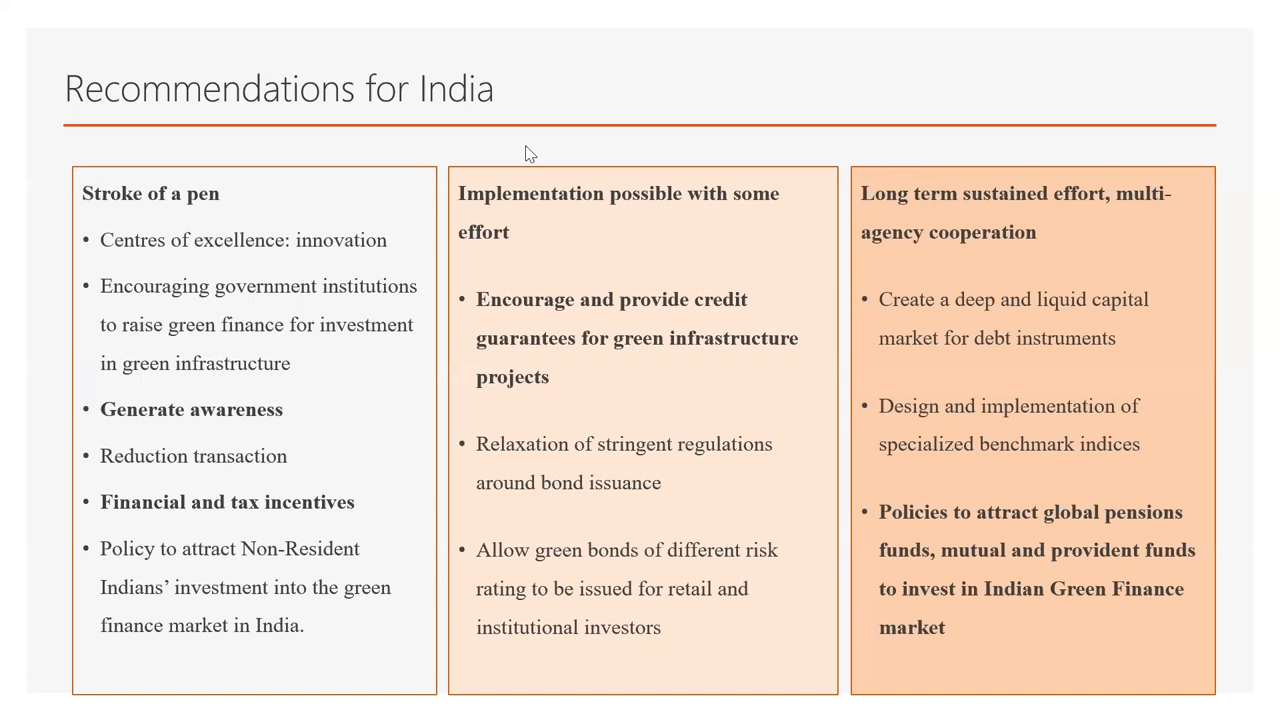 Recommendations for India
Stroke of a pen
• Centres of excellence: innovation
• Encouraging government institutions
to raise green finance for investment
in green infrastructure
• Generate awareness
• Reduction transaction
• Financial and tax incentives
• Policy to attract Non-Resident
Indians’ investment into the green
finance market in India.
Implementation possible with some
effort
• Encourage and provide credit
guarantees for green infrastructure
projects
• Relaxation of stringent regulations
around bond issuance
• Allow green bonds of different risk
rating to be issued for retail and
institutional investors
Long term sustained effort, multi-
agency cooperation
• Create a deep and liquid capital
market for debt instruments
• Design and implementation of
specialized benchmark indices
• Policies to attract global pensions
funds, mutual and provident funds
to invest in Indian Green Finance
market